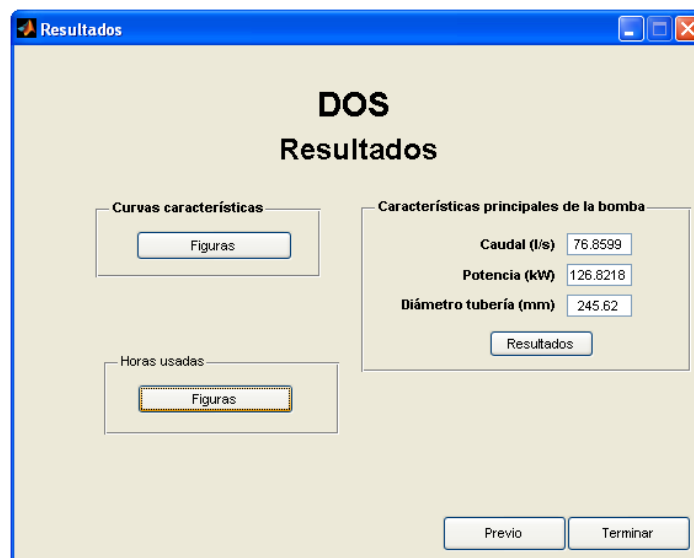 Resultados
DOS
Resultados
Curvas características
Figuras
Características principales de la bomba
Caudal (l/s) 76.8599
Potencia (kW) 126.8218
Diámetro tubería (mm) 245.62
Resultados
Horas usadas
Figuras
Previo Terminar